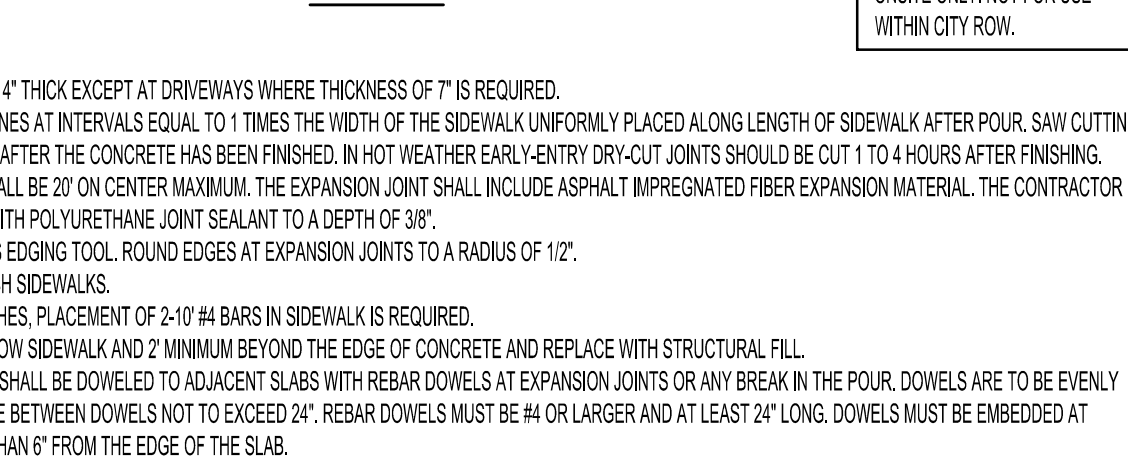 WITHIN CITY ROW.
4" THICK EXCEPT AT DRIVEWAYS WHERE THICKNESS OF 7" IS REQUIRED.
NES AT INTERVALS EQUAL TO 1 TIMES THE WIDTH OF THE SIDEWALK UNIFORMLY PLACED ALONG LENGTH OF SIDEWALK AFTER POUR. SAW CUTTIN
AFTER THE CONCRETE HAS BEEN FINISHED. IN HOT WEATHER EARLY-ENTRY DRY-CUT JOINTS SHOULD BE CUT 1 TO 4 HOURS AFTER FINISHING.
ALL BE 20' ON CENTER MAXIMUM. THE EXPANSION JOINT SHALL INCLUDE ASPHALT IMPREGNATED FIBER EXPANSION MATERIAL. THE CONTRACTOR
ITH POLYURETHANE JOINT SEALANT TO A DEPTH OF 3/8".
S EDGING TOOL. ROUND EDGES AT EXPANSION JOINTS TO A RADIUS OF 1/2".
SH SIDEWALKS.
HES, PLACEMENT OF 2-10' #4 BARS IN SIDEWALK IS REQUIRED.
OW SIDEWALK AND 2' MINIMUM BEYOND THE EDGE OF CONCRETE AND REPLACE WITH STRUCTURAL FILL.
SHALL BE DOWELED TO ADJACENT SLABS WITH REBAR DOWELS AT EXPANSION JOINTS OR ANY BREAK IN THE POUR. DOWELS ARE TO BE EVENLY
E BETWEEN DOWELS NOT TO EXCEED 24". REBAR DOWELS MUST BE #4 OR LARGER AND AT LEAST 24" LONG. DOWELS MUST BE EMBEDDED AT
HAN 6" FROM THE EDGE OF THE SLAB.